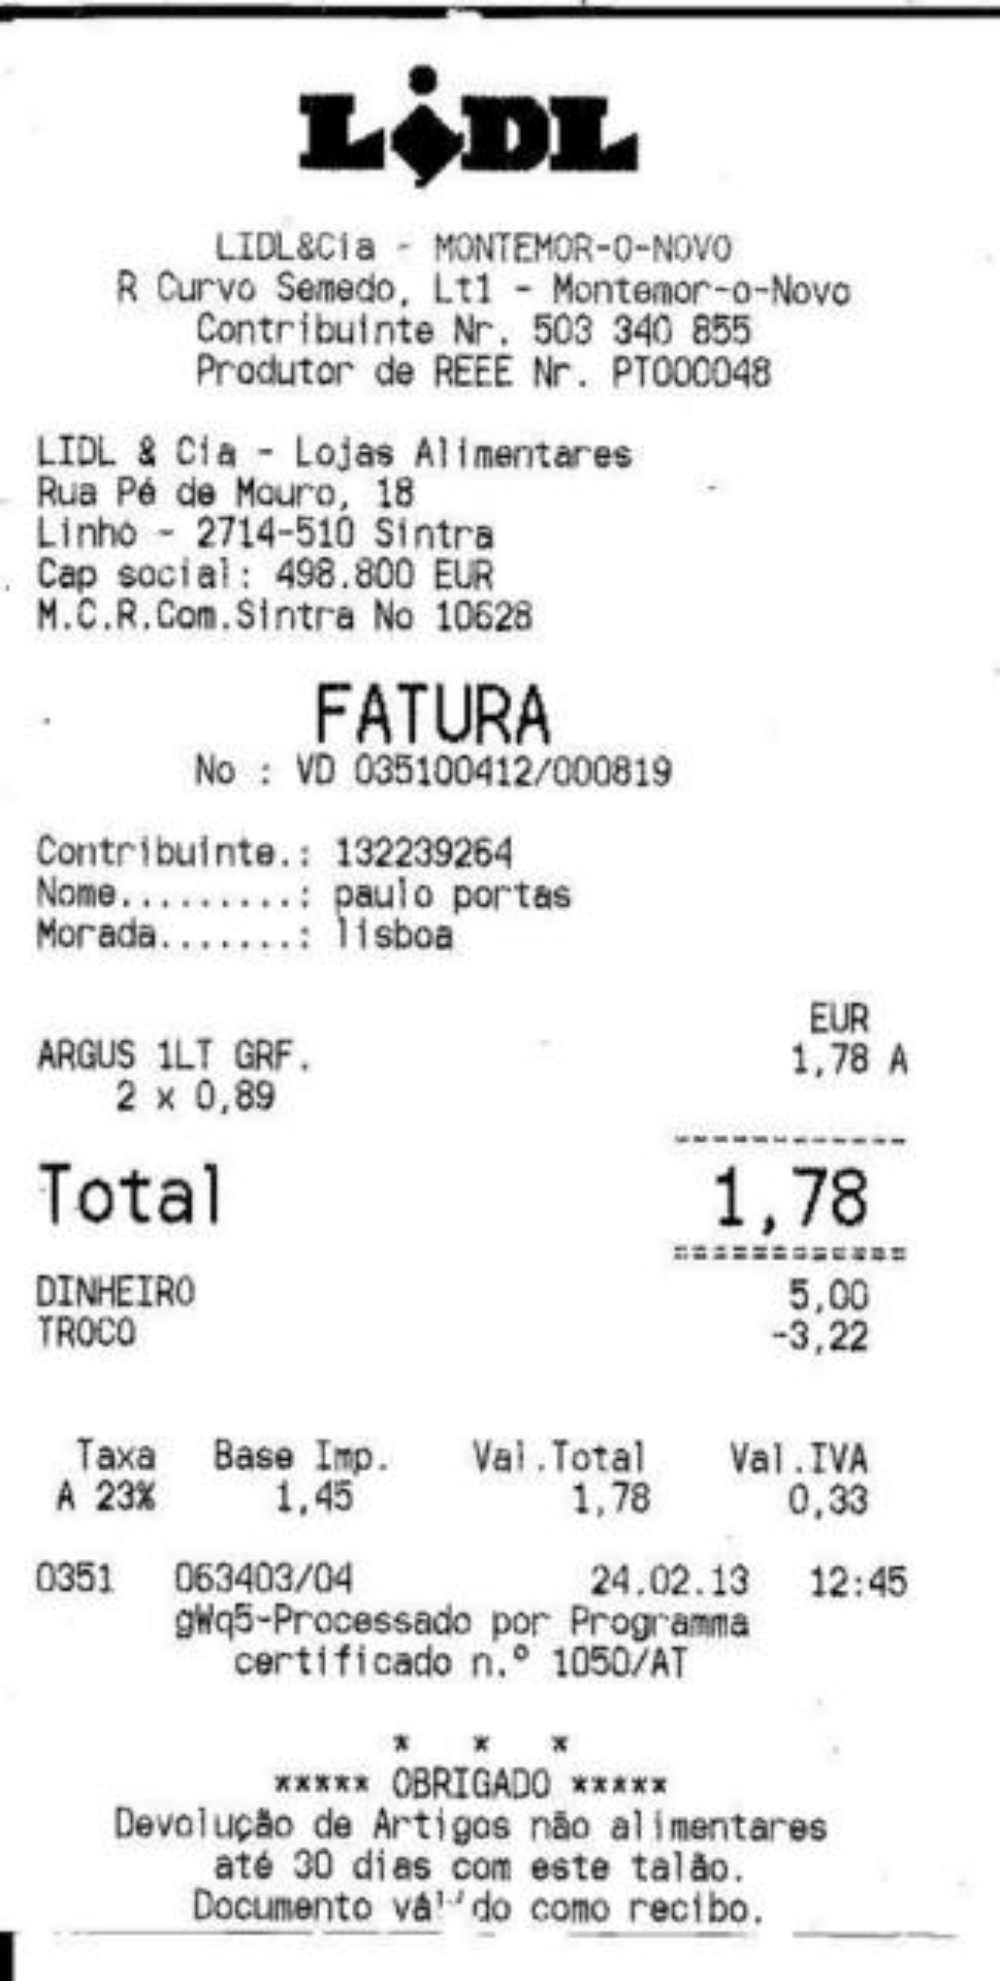 LIDL
LIDL&Cia - MONTEMOR-O-NOVO
R Curvo Semedo, Lt1 - Montemor-o-Novo
Contribuinte Nr. 503 340 855
Produtor de REEE Nr. PT000048
LIDL & Cia - Lojas Alimentares
Rua Pé de Mouro, 18
Linhó - 2714-510 Sintra
Cap social: 498.800 EUR
M.C.R.Com.Sintra No 10628
FATURA
No : VD 035100412/000819
Contribuinte.: 132239264
Nome.........: paulo portas
Morada.......: lisboa
EUR
ARGUS 1LT GRF. 1,78 A
2 x 0,89
------------
Total 1,78
============
DINHEIRO 5,00
TROCO -3,22
Taxa Base Imp. Val.Total Val.IVA
A 23% 1,45 1,78 0,33
0351 063403/04 24.02.13 12:45
gWq5-Processado por Programma
certificado n.º 1050/AT
* * *
***** OBRIGADO *****
Devolução de Artigos não alimentares
até 30 dias com este talão.
Documento como recibo.